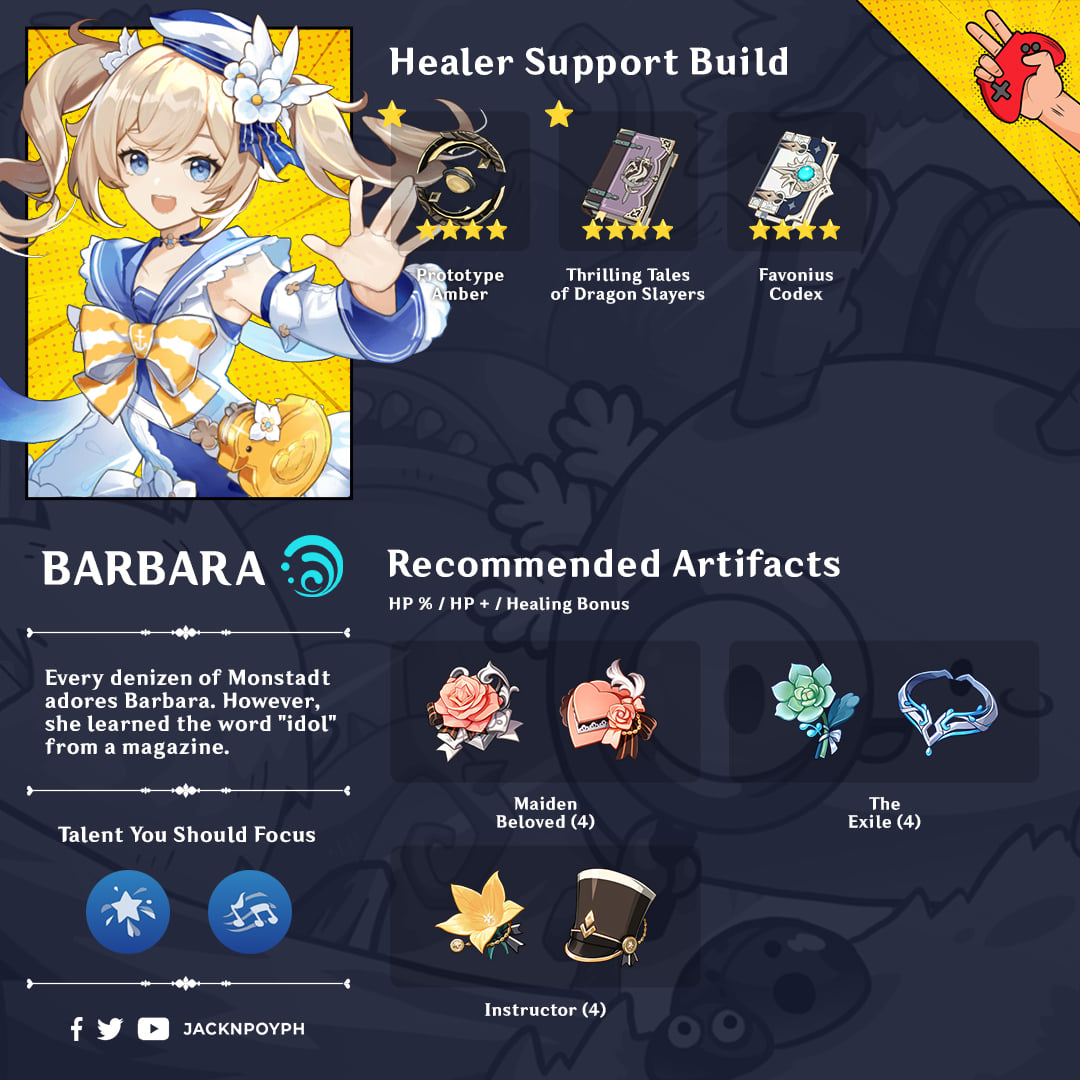 Healer Support Build
Prototype
Amber
Thrilling Tales
of Dragon Slayers
Favonius
Codex
BARBARA
Every denizen of Monstadt
adores Barbara. However,
she learned the word "idol"
from a magazine.
Talent You Should Focus
JACKNPOYPH
Recommended Artifacts
HP % / HP + / Healing Bonus
Maiden
Beloved (4)
The
Exile (4)
Instructor (4)